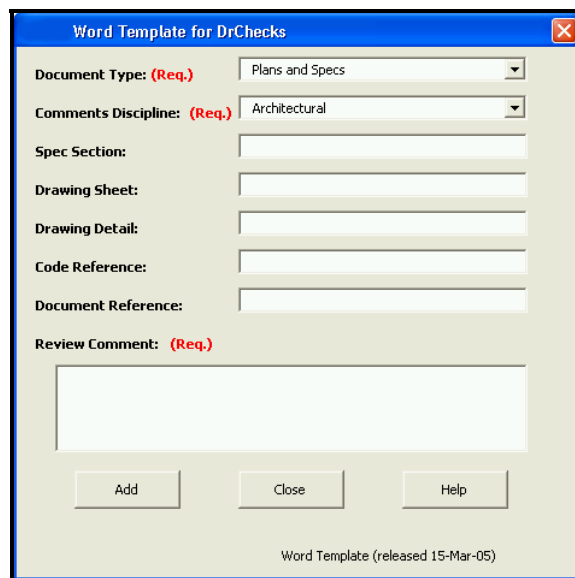 Word Template for DrChecks
Document Type: (Req.) Plans and Specs
Comments Discipline: (Req.) Architectural
Spec Section:
Drawing Sheet:
Drawing Detail:
Code Reference:
Document Reference:
Review Comment: (Req.)
Add Close Help
Word Template (released 15-Mar-05)